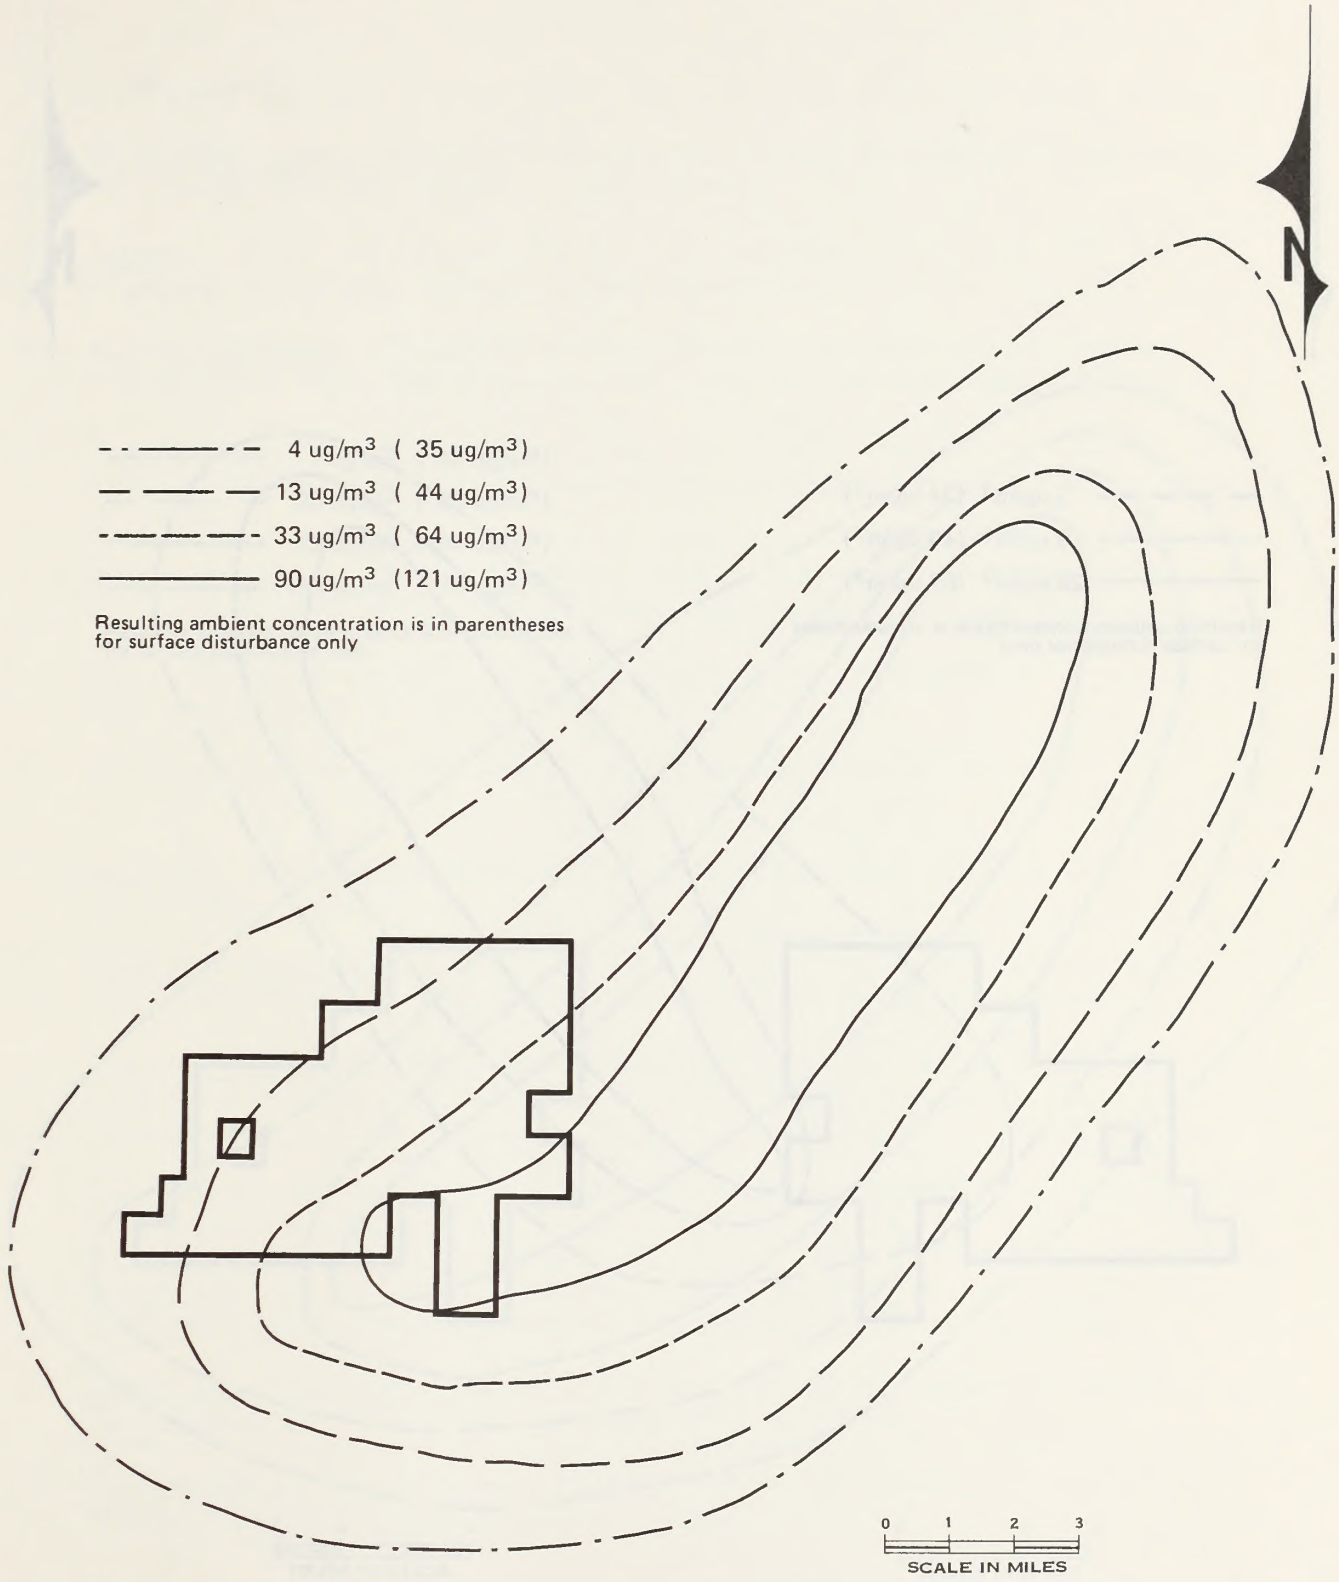 N
4 ug/m³ ( 35 ug/m³)
13 ug/m³ ( 44 ug/m³)
33 ug/m³ ( 64 ug/m³)
90 ug/m³ (121 ug/m³)
Resulting ambient concentration is in parentheses
for surface disturbance only
0 1 2 3
SCALE IN MILES